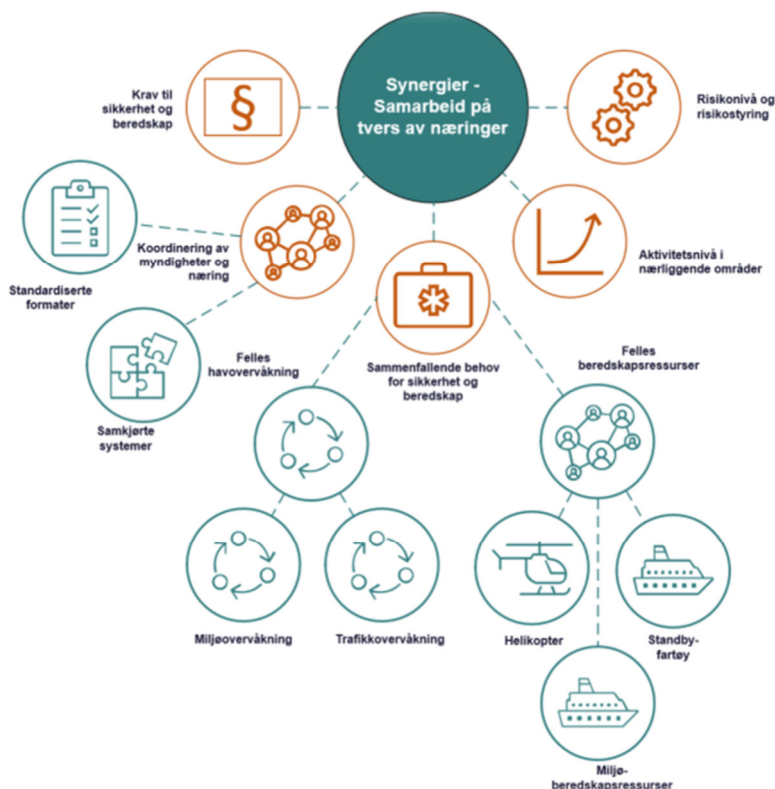 Synergier -
Samarbeid på
tvers av næringer
Krav til
sikkerhet og
beredskap
§
Risikonivå og
risikostyring
Koordinering av
myndigheter og
næring
Aktivitetsnivå i
nærliggende områder
Standardiserte
formater
Samkjørte
systemer
Felles
havovervåkning
Sammenfallende behov
for sikkerhet og
beredskap
Felles
beredskapsressurser
Miljøovervåkning
Trafikkovervåkning
Helikopter
Standby-
fartøy
Miljø-
beredskapsressurser